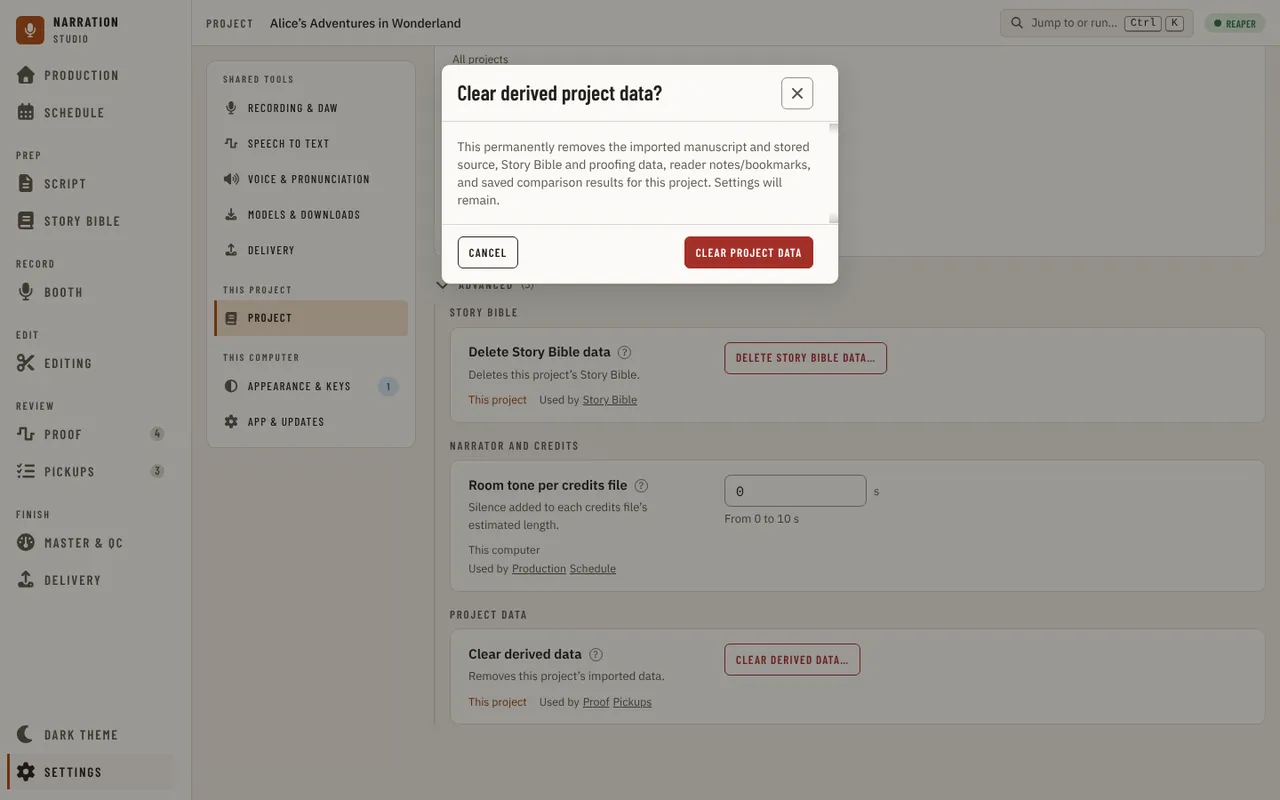 NARRATION
STUDIO
PROJECT Alice's Adventures in Wonderland
Jump to or run... Ctrl K
REAPER
PRODUCTION
SCHEDULE
PREP
SCRIPT
STORY BIBLE
RECORD
BOOTH
EDIT
EDITING
REVIEW
PROOF 4
PICKUPS 3
FINISH
MASTER & QC
DELIVERY
DARK THEME
SETTINGS
SHARED TOOLS
RECORDING & DAW
SPEECH TO TEXT
VOICE & PRONUNCIATION
MODELS & DOWNLOADS
DELIVERY
THIS PROJECT
PROJECT
THIS COMPUTER
APPEARANCE & KEYS 1
APP & UPDATES
All projects
Clear derived project data?
This permanently removes the imported manuscript and stored
source, Story Bible and proofing data, reader notes/bookmarks,
and saved comparison results for this project. Settings will
remain.
CANCEL
CLEAR PROJECT DATA
ADVANCED (3)
STORY BIBLE
Delete Story Bible data ?
DELETE STORY BIBLE DATA...
Deletes this project's Story Bible.
This project Used by Story Bible
NARRATOR AND CREDITS
Room tone per credits file ?
0 s
Silence added to each credits file's
estimated length.
From 0 to 10 s
This computer
Used by Production Schedule
PROJECT DATA
Clear derived data ?
CLEAR DERIVED DATA...
Removes this project's imported data.
This project Used by Proof Pickups